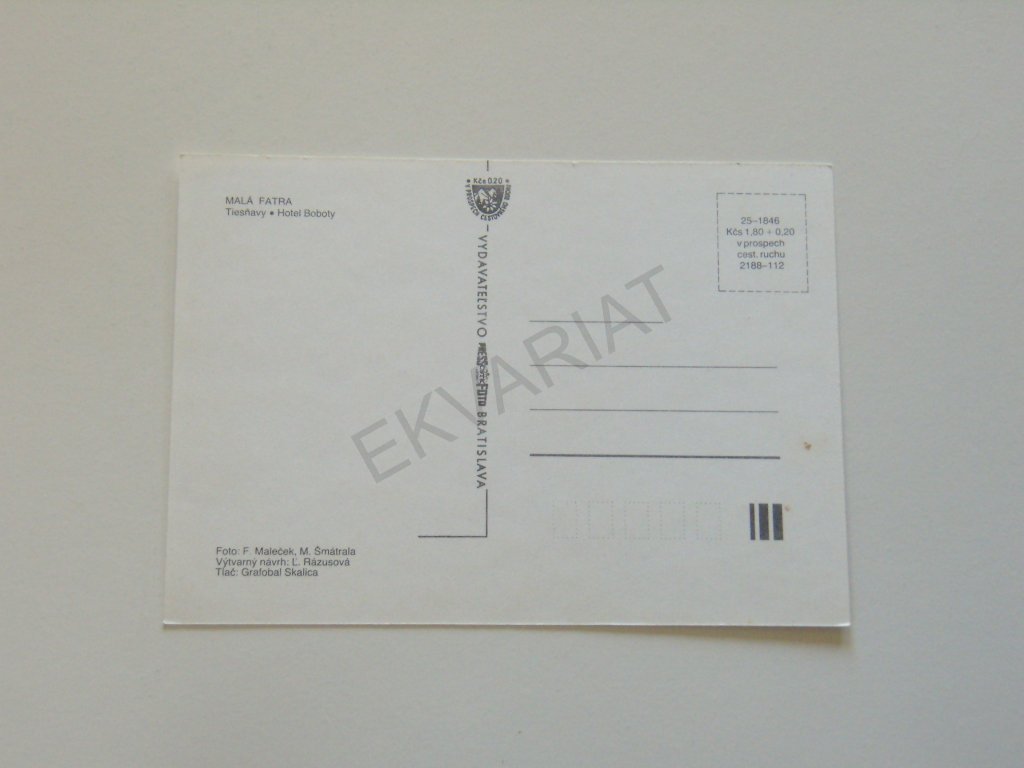 MALÁ FATRA
Tiesňavy • Hotel Boboty
• Kčs 0,20 •
V PROSPECH CESTOVNÉHO RUCHU
VYDAVATEĽSTVO PRESSFOTO BRATISLAVA
25–1846
Kčs 1,80 + 0,20
v prospech
cest. ruchu
2188–112
EKVARIAT
Foto: F. Maleček, M. Šmátrala
Výtvarný návrh: Ľ. Rázusová
Tlač: Grafobal Skalica